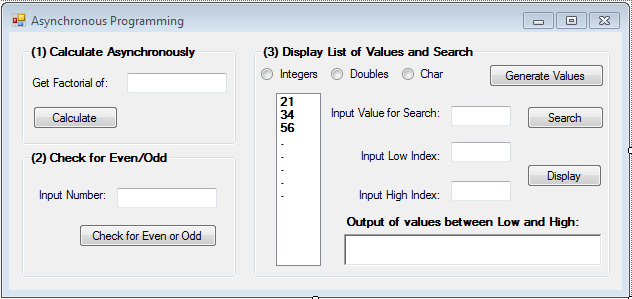 Asynchronous Programming
(1) Calculate Asynchronously
Get Factorial of:
Calculate
(2) Check for Even/Odd
Input Number:
Check for Even or Odd
(3) Display List of Values and Search
Integers Doubles Char Generate Values
21
34
56
-
-
-
-
-
Input Value for Search: Search
Input Low Index:
Display
Input High Index:
Output of values between Low and High: